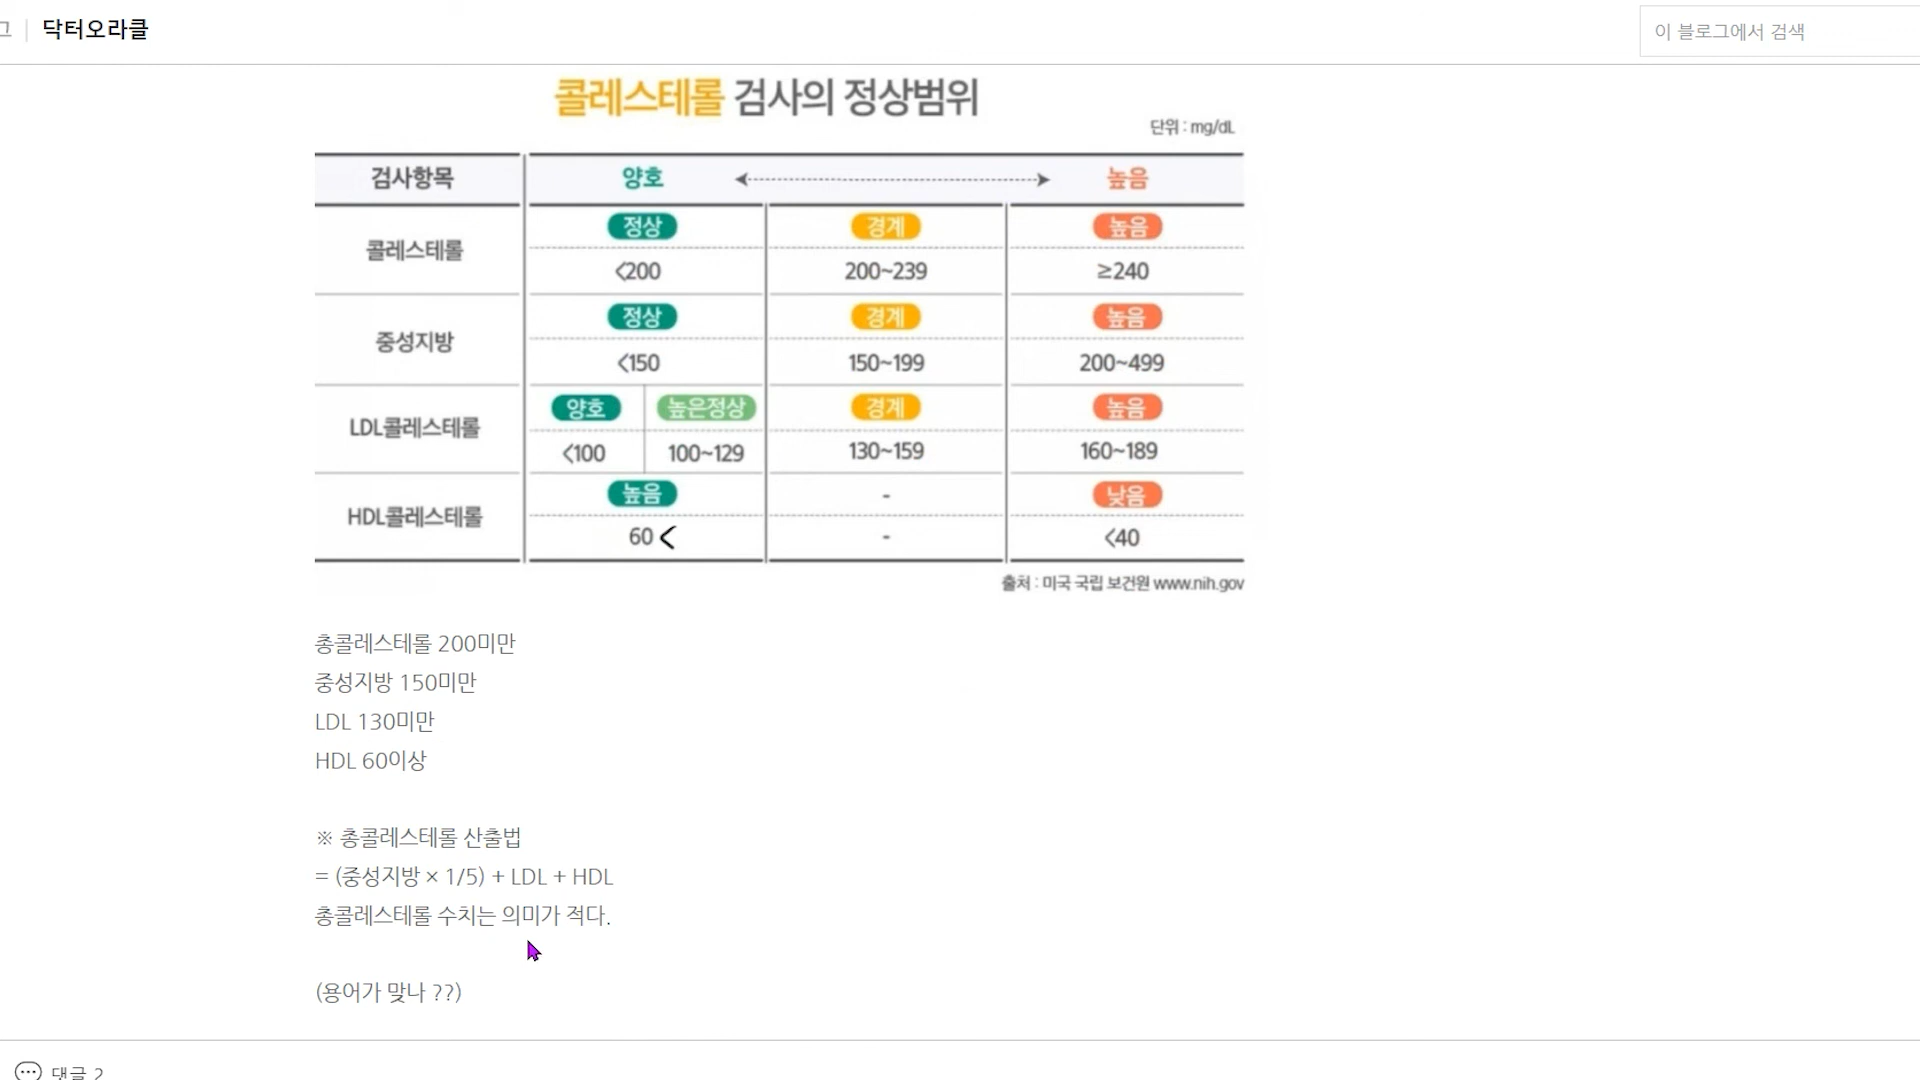 닥터오라클
이 블로그에서 검색
콜레스테롤 검사의 정상범위
단위 : mg/dL
검사항목 양호 높음
콜레스테롤 정상 경계 높음
<200 200~239 ≥240
중성지방 정상 경계 높음
<150 150~199 200~499
LDL콜레스테롤 양호 높은정상 경계 높음
<100 100~129 130~159 160~189
HDL콜레스테롤 높음 - 낮음
60< - <40
출처 : 미국 국립 보건원 www.nih.gov
총콜레스테롤 200미만
중성지방 150미만
LDL 130미만
HDL 60이상
※ 총콜레스테롤 산출법
= (중성지방 × 1/5) + LDL + HDL
총콜레스테롤 수치는 의미가 적다.
(용어가 맞나 ??)
댓글 2